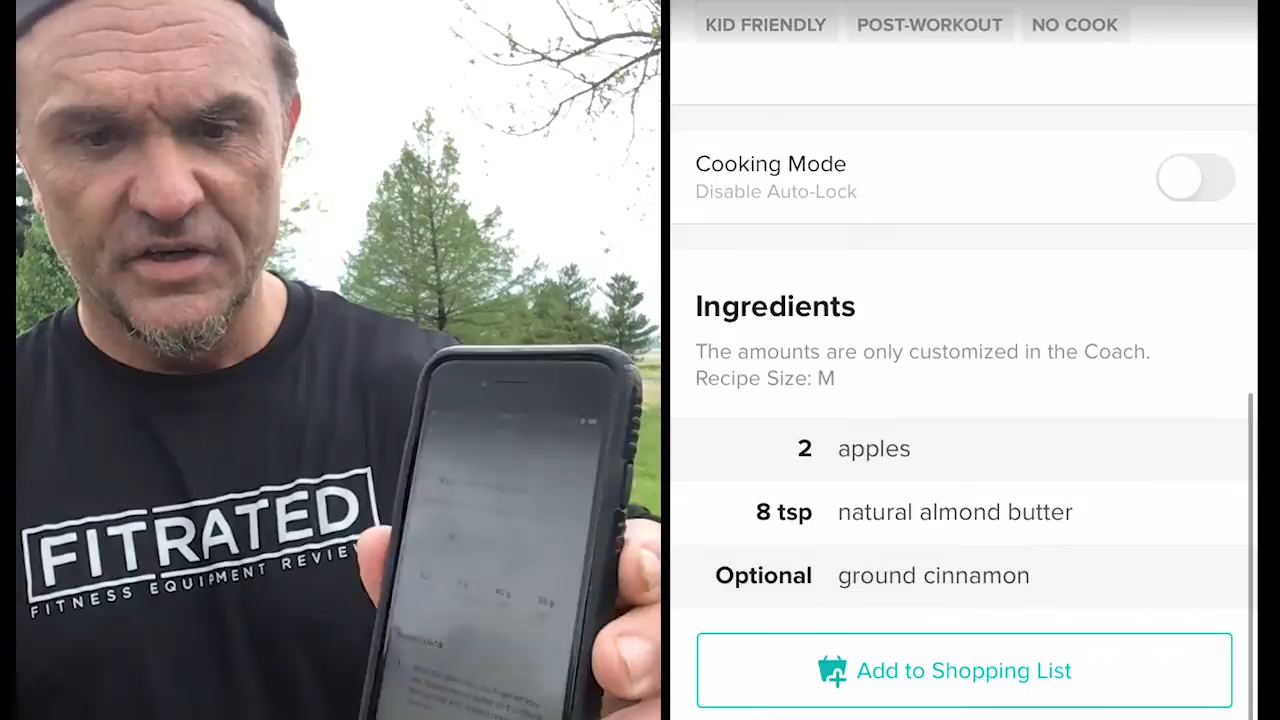 FITRATED
FITNESS EQUIPMENT REVIEW
KID FRIENDLY
POST-WORKOUT
NO COOK
Cooking Mode
Disable Auto-Lock
Ingredients
The amounts are only customized in the Coach.
Recipe Size: M
2 apples
8 tsp natural almond butter
Optional ground cinnamon
Add to Shopping List